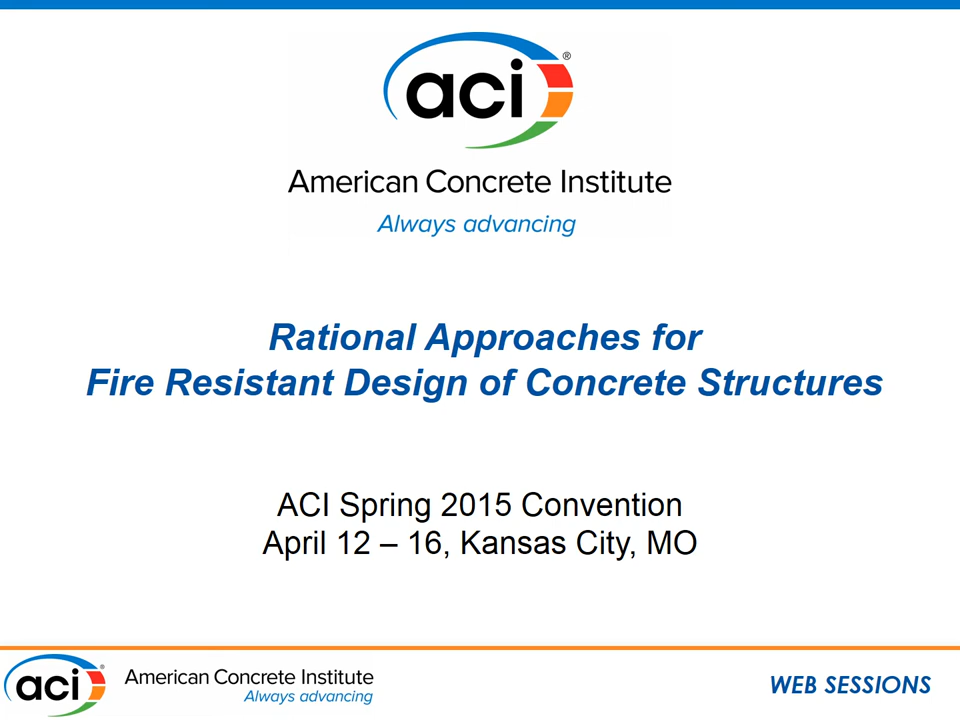 aci®
American Concrete Institute
Always advancing
Rational Approaches for
Fire Resistant Design of Concrete Structures
ACI Spring 2015 Convention
April 12 – 16, Kansas City, MO
aci®
American Concrete Institute
Always advancing
WEB SESSIONS